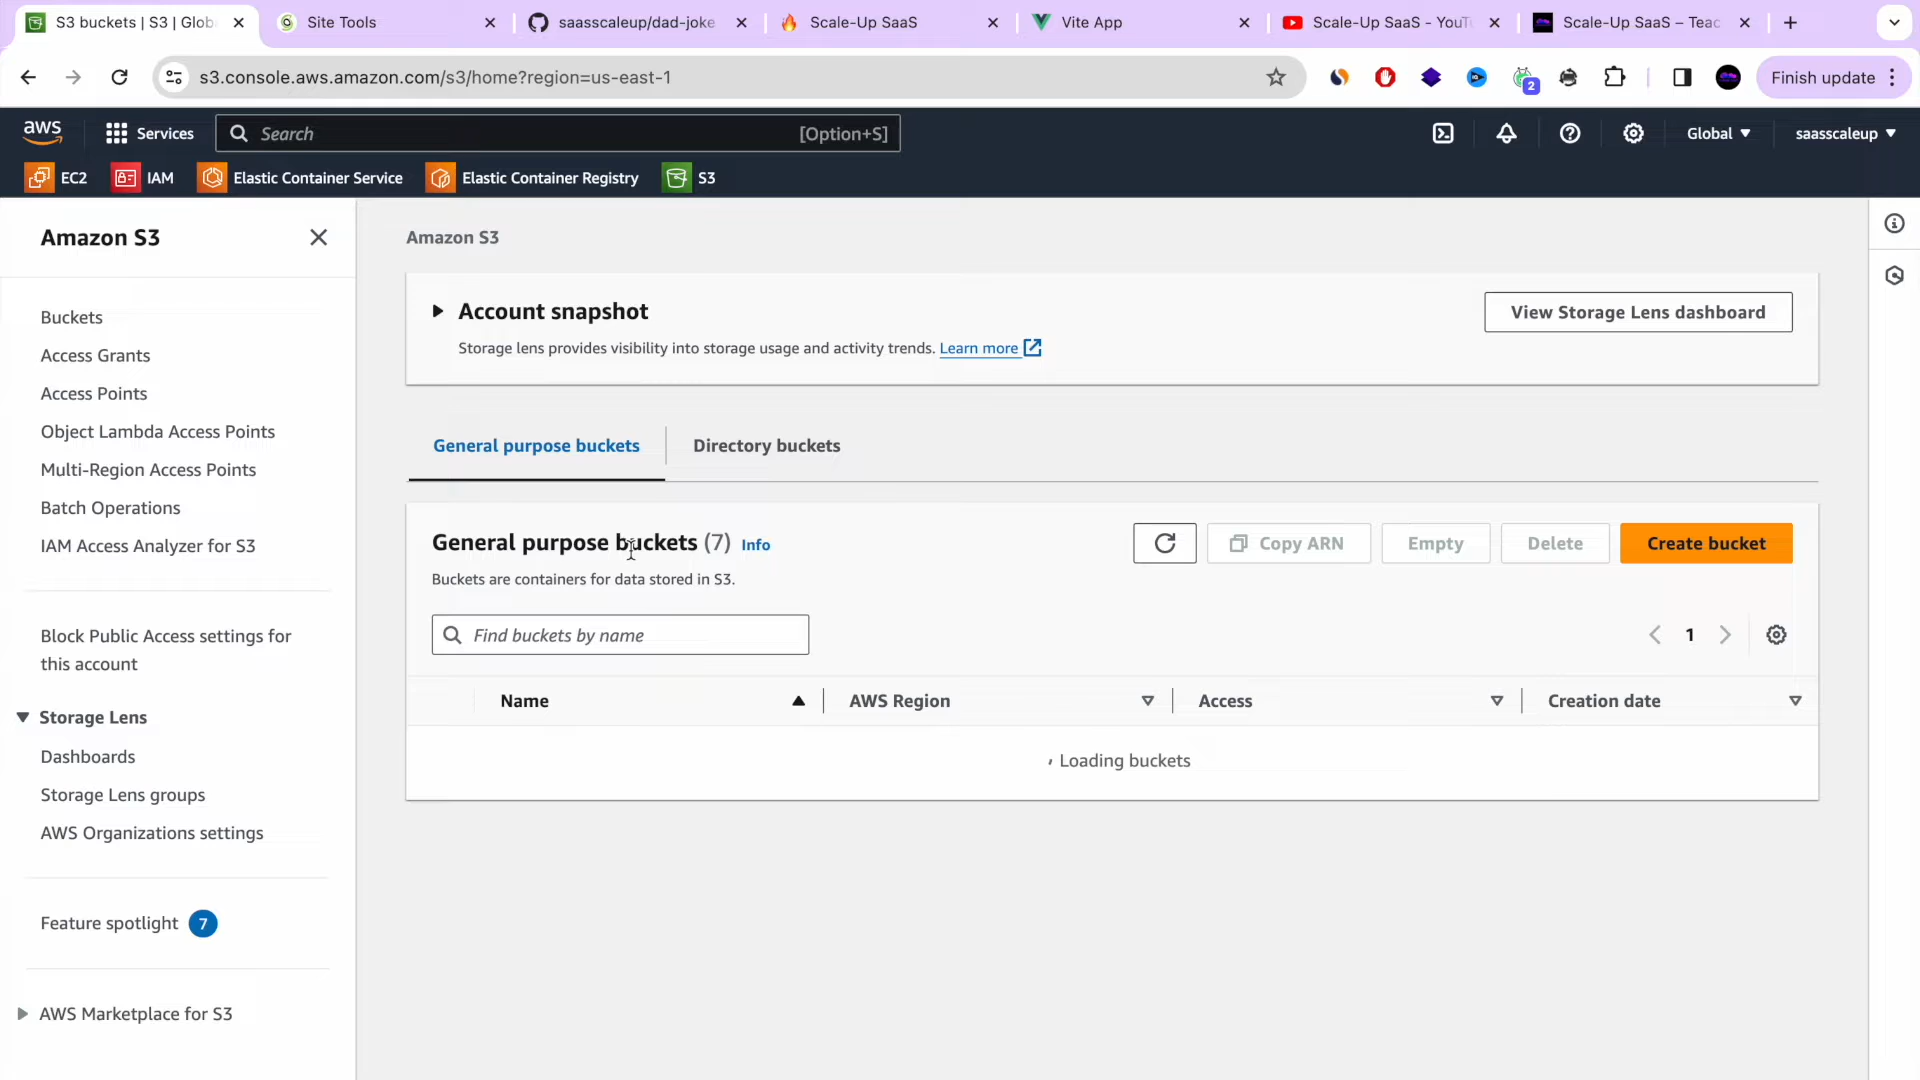 S3 buckets | S3 | Glob
Site Tools
saasscaleup/dad-joke
Scale-Up SaaS
Vite App
Scale-Up SaaS - YouTu
Scale-Up SaaS – Teac
s3.console.aws.amazon.com/s3/home?region=us-east-1
2
Finish update
aws
Services
Search
[Option+S]
Global
saasscaleup
EC2
IAM
Elastic Container Service
Elastic Container Registry
S3
Amazon S3
Buckets
Access Grants
Access Points
Object Lambda Access Points
Multi-Region Access Points
Batch Operations
IAM Access Analyzer for S3
Block Public Access settings for
this account
Storage Lens
Dashboards
Storage Lens groups
AWS Organizations settings
Feature spotlight 7
AWS Marketplace for S3
Amazon S3
Account snapshot
View Storage Lens dashboard
Storage lens provides visibility into storage usage and activity trends. Learn more
General purpose buckets
Directory buckets
General purpose buckets (7) Info
Copy ARN
Empty
Delete
Create bucket
Buckets are containers for data stored in S3.
Find buckets by name
1
Name
AWS Region
Access
Creation date
Loading buckets